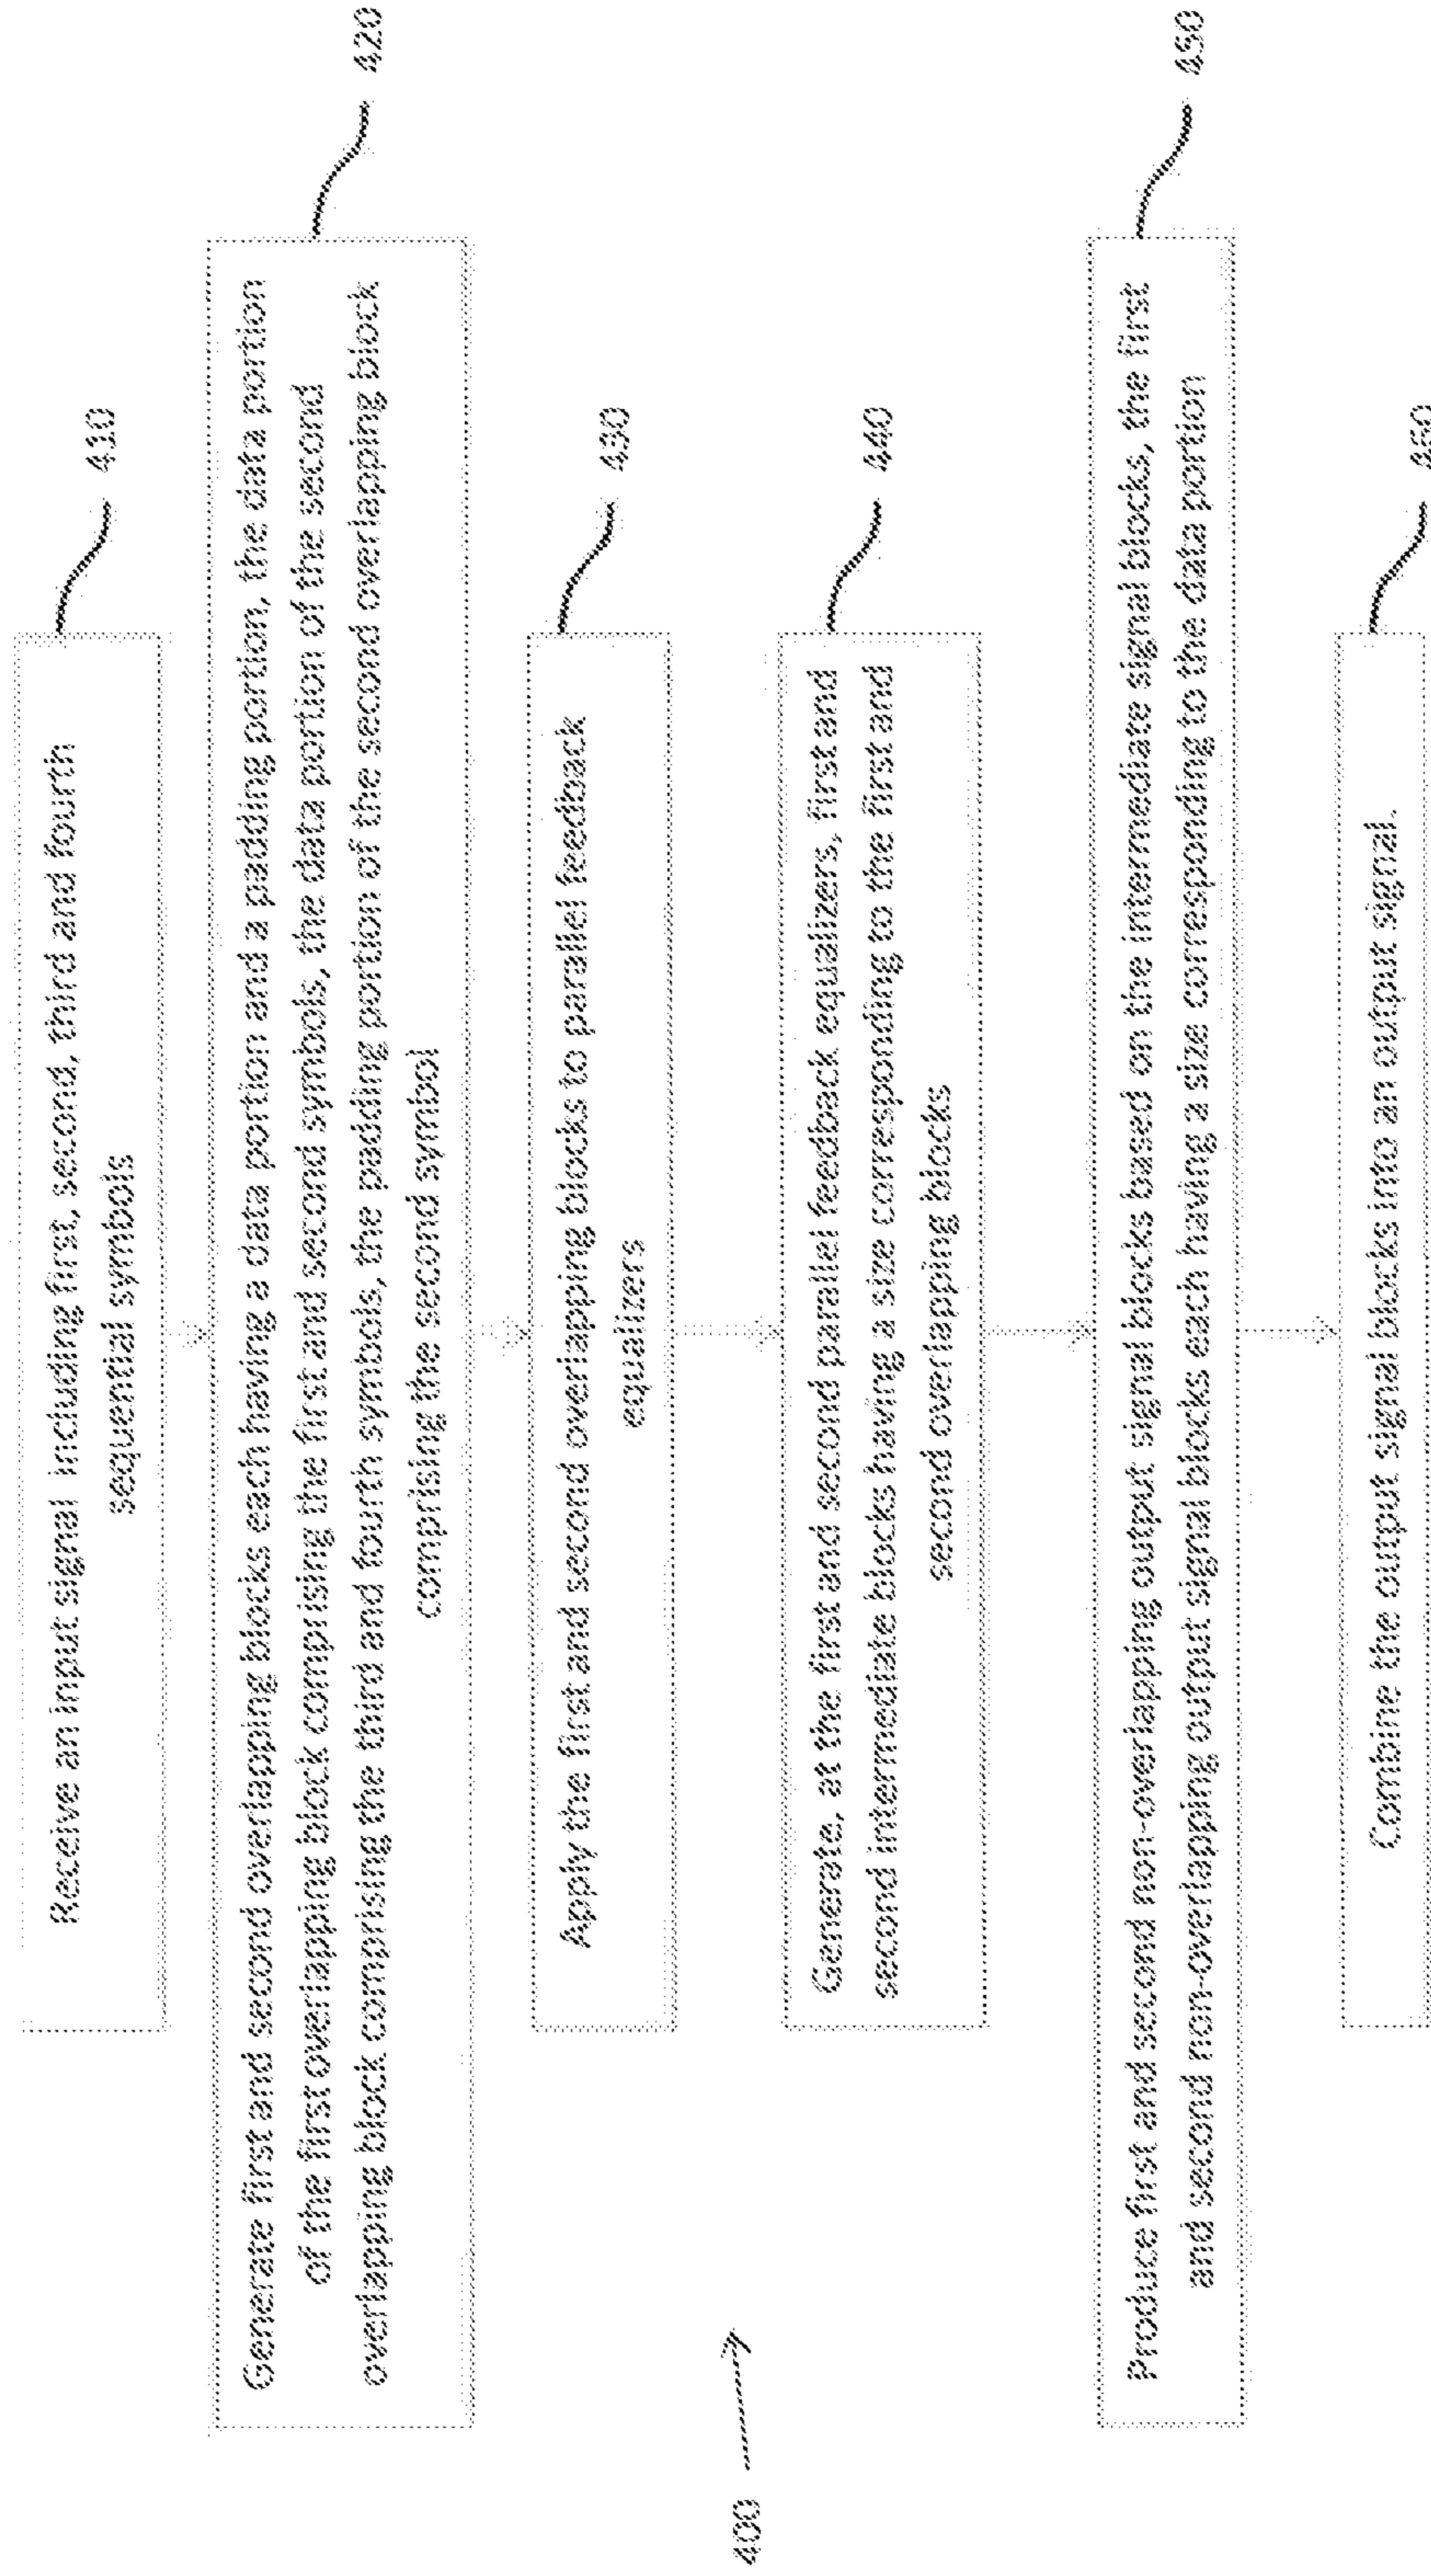 Receive an input signal including first, second, third and fourth
sequential symbols
410
Generate first and second overlapping blocks each having a data portion and a padding portion, the data portion
of the first overlapping block comprising the first and second symbols, the data portion of the second
overlapping block comprising the third and fourth symbols, the padding portion of the second overlapping block
comprising the second symbol
420
Apply the first and second overlapping blocks to parallel feedback
equalizers
430
Generate, at the first and second parallel feedback equalizers, first and
second intermediate blocks having a size corresponding to the first and
second overlapping blocks
440
400
Produce first and second non-overlapping output signal blocks based on the intermediate signal blocks, the first
and second non-overlapping output signal blocks each having a size corresponding to the data portion
450
Combine the output signal blocks into an output signal.
460